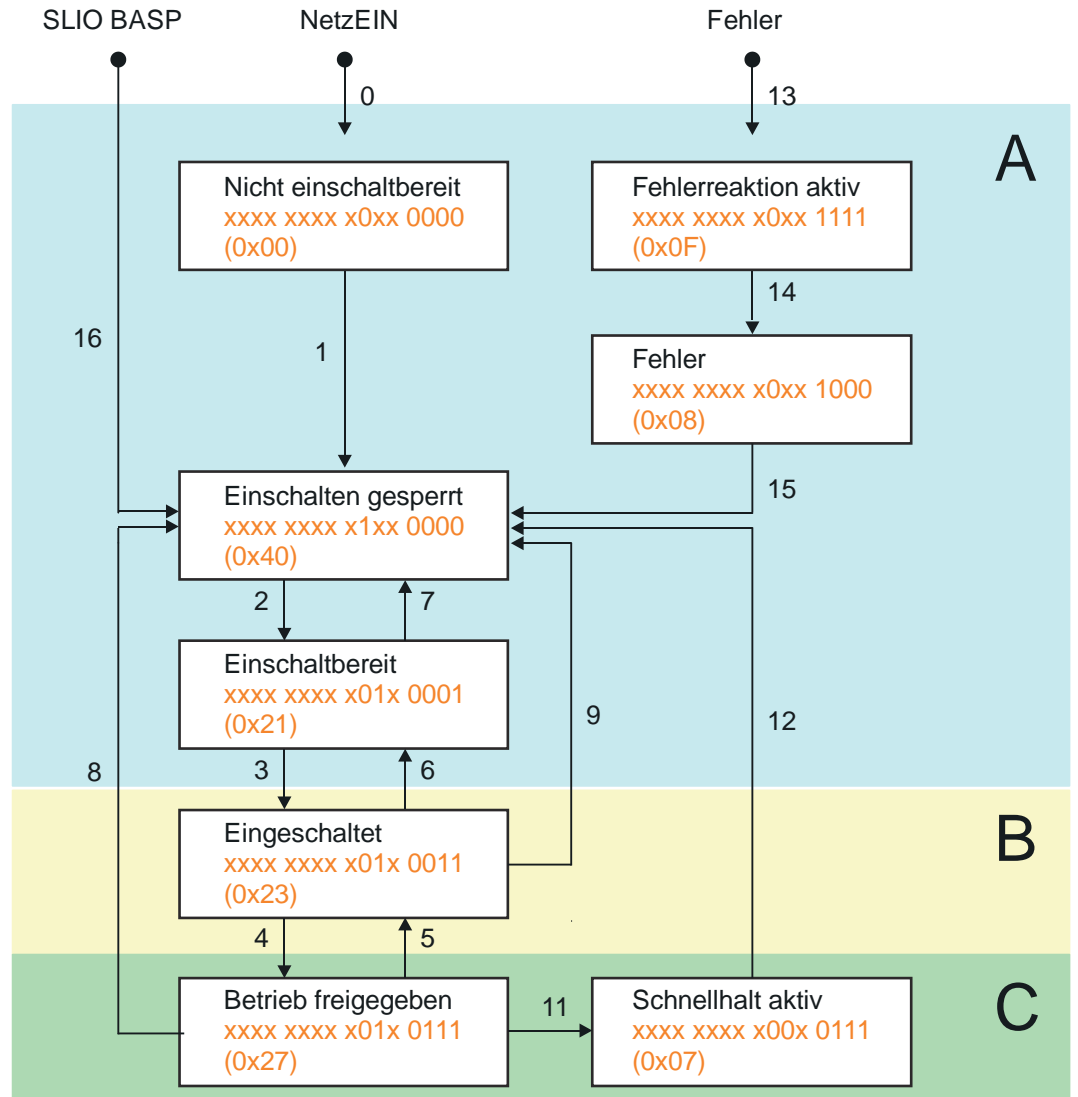 SLIO BASP
NetzEIN
Fehler
0
13
A
Nicht einschaltbereit
xxxx xxxx x0xx 0000
(0x00)
Fehlerreaktion aktiv
xxxx xxxx x0xx 1111
(0x0F)
14
16
1
Fehler
xxxx xxxx x0xx 1000
(0x08)
15
Einschalten gesperrt
xxxx xxxx x1xx 0000
(0x40)
2
7
Einschaltbereit
xxxx xxxx x01x 0001
(0x21)
9
12
8
3
6
B
Eingeschaltet
xxxx xxxx x01x 0011
(0x23)
4
5
C
Betrieb freigegeben
xxxx xxxx x01x 0111
(0x27)
11
Schnellhalt aktiv
xxxx xxxx x00x 0111
(0x07)